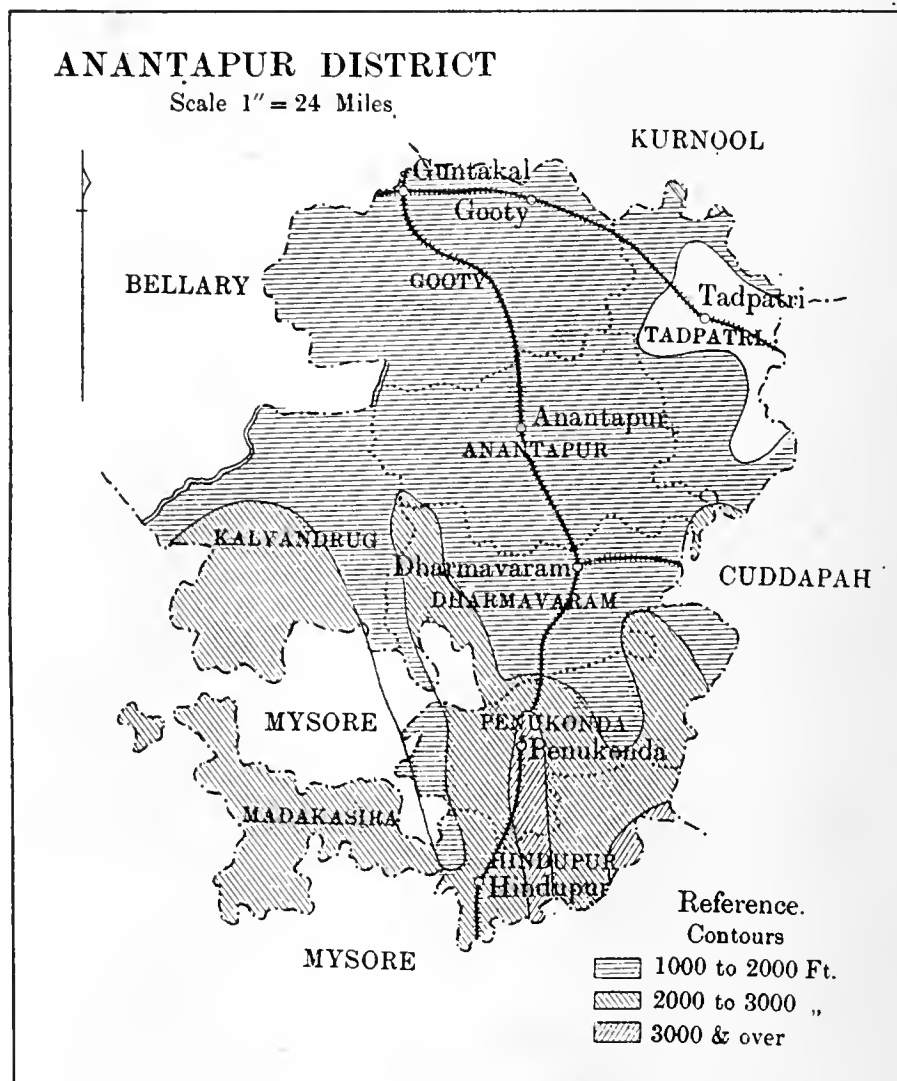 ANANTAPUR DISTRICT
Scale 1" = 24 Miles
KURNOOL
Guntakal
Gooty
BELLARY
GOOTY
Tadpatri
TADPATRI
Anantapur
ANANTAPUR
KALYANDRUG
Dharmavaram
CUDDAPAH
DHARMAVARAM
MYSORE
PENUKONDA
Penukonda
MADAKASIRA
HINDUPUR
Hindupur
MYSORE
Reference.
Contours
1000 to 2000 Ft.
2000 to 3000 „
3000 & over